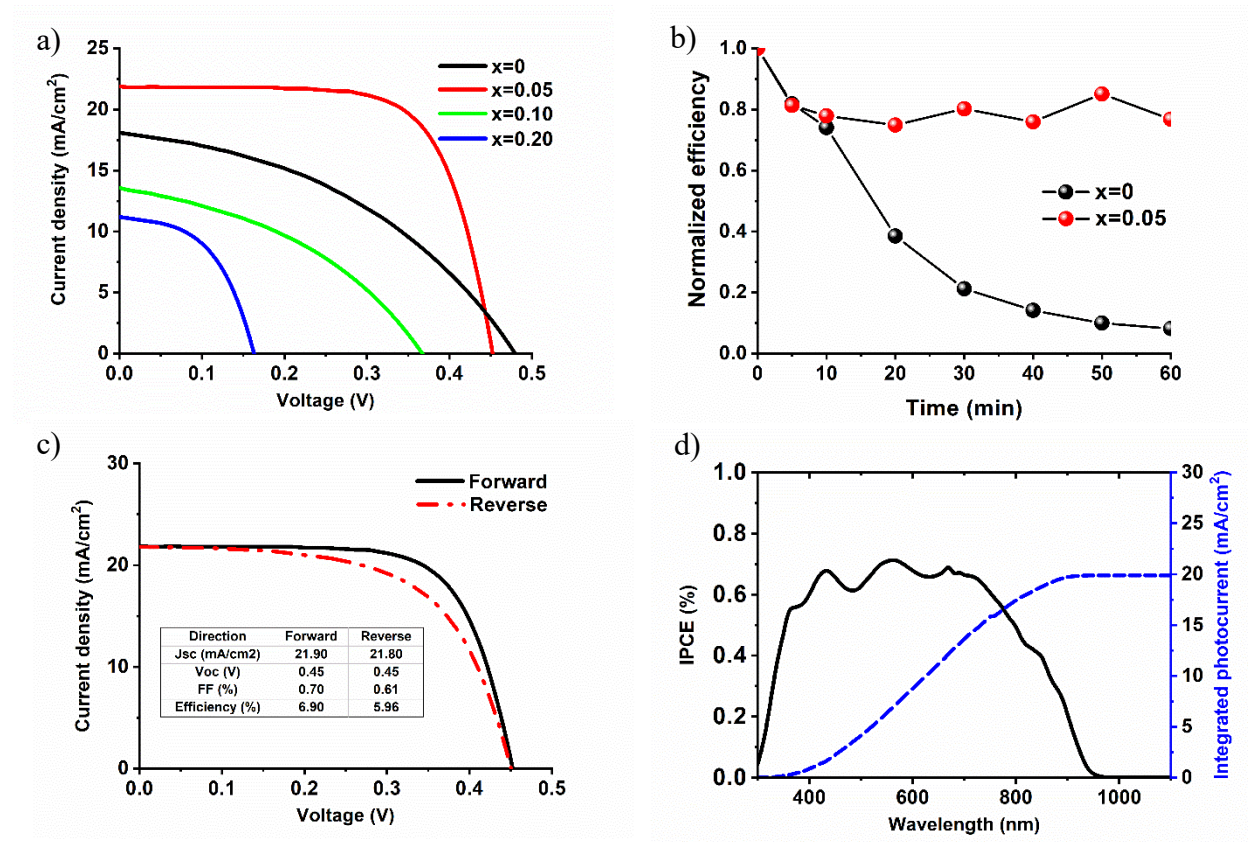 a)
25
20
15
10
5
0
Current density (mA/cm²)
0.0 0.1 0.2 0.3 0.4 0.5
Voltage (V)
x=0
x=0.05
x=0.10
x=0.20
b)
1.0
0.8
0.6
0.4
0.2
0.0
Normalized efficiency
0 10 20 30 40 50 60
Time (min)
x=0
x=0.05
c)
30
20
10
0
Current density (mA/cm²)
0.0 0.1 0.2 0.3 0.4 0.5
Voltage (V)
Forward
Reverse
Direction Forward Reverse
Jsc (mA/cm2) 21.90 21.80
Voc (V) 0.45 0.45
FF (%) 0.70 0.61
Efficiency (%) 6.90 5.96
d)
1.0
0.8
0.6
0.4
0.2
0.0
IPCE (%)
400 600 800 1000
Wavelength (nm)
30
25
20
15
10
5
0
Integrated photocurrent (mA/cm²)